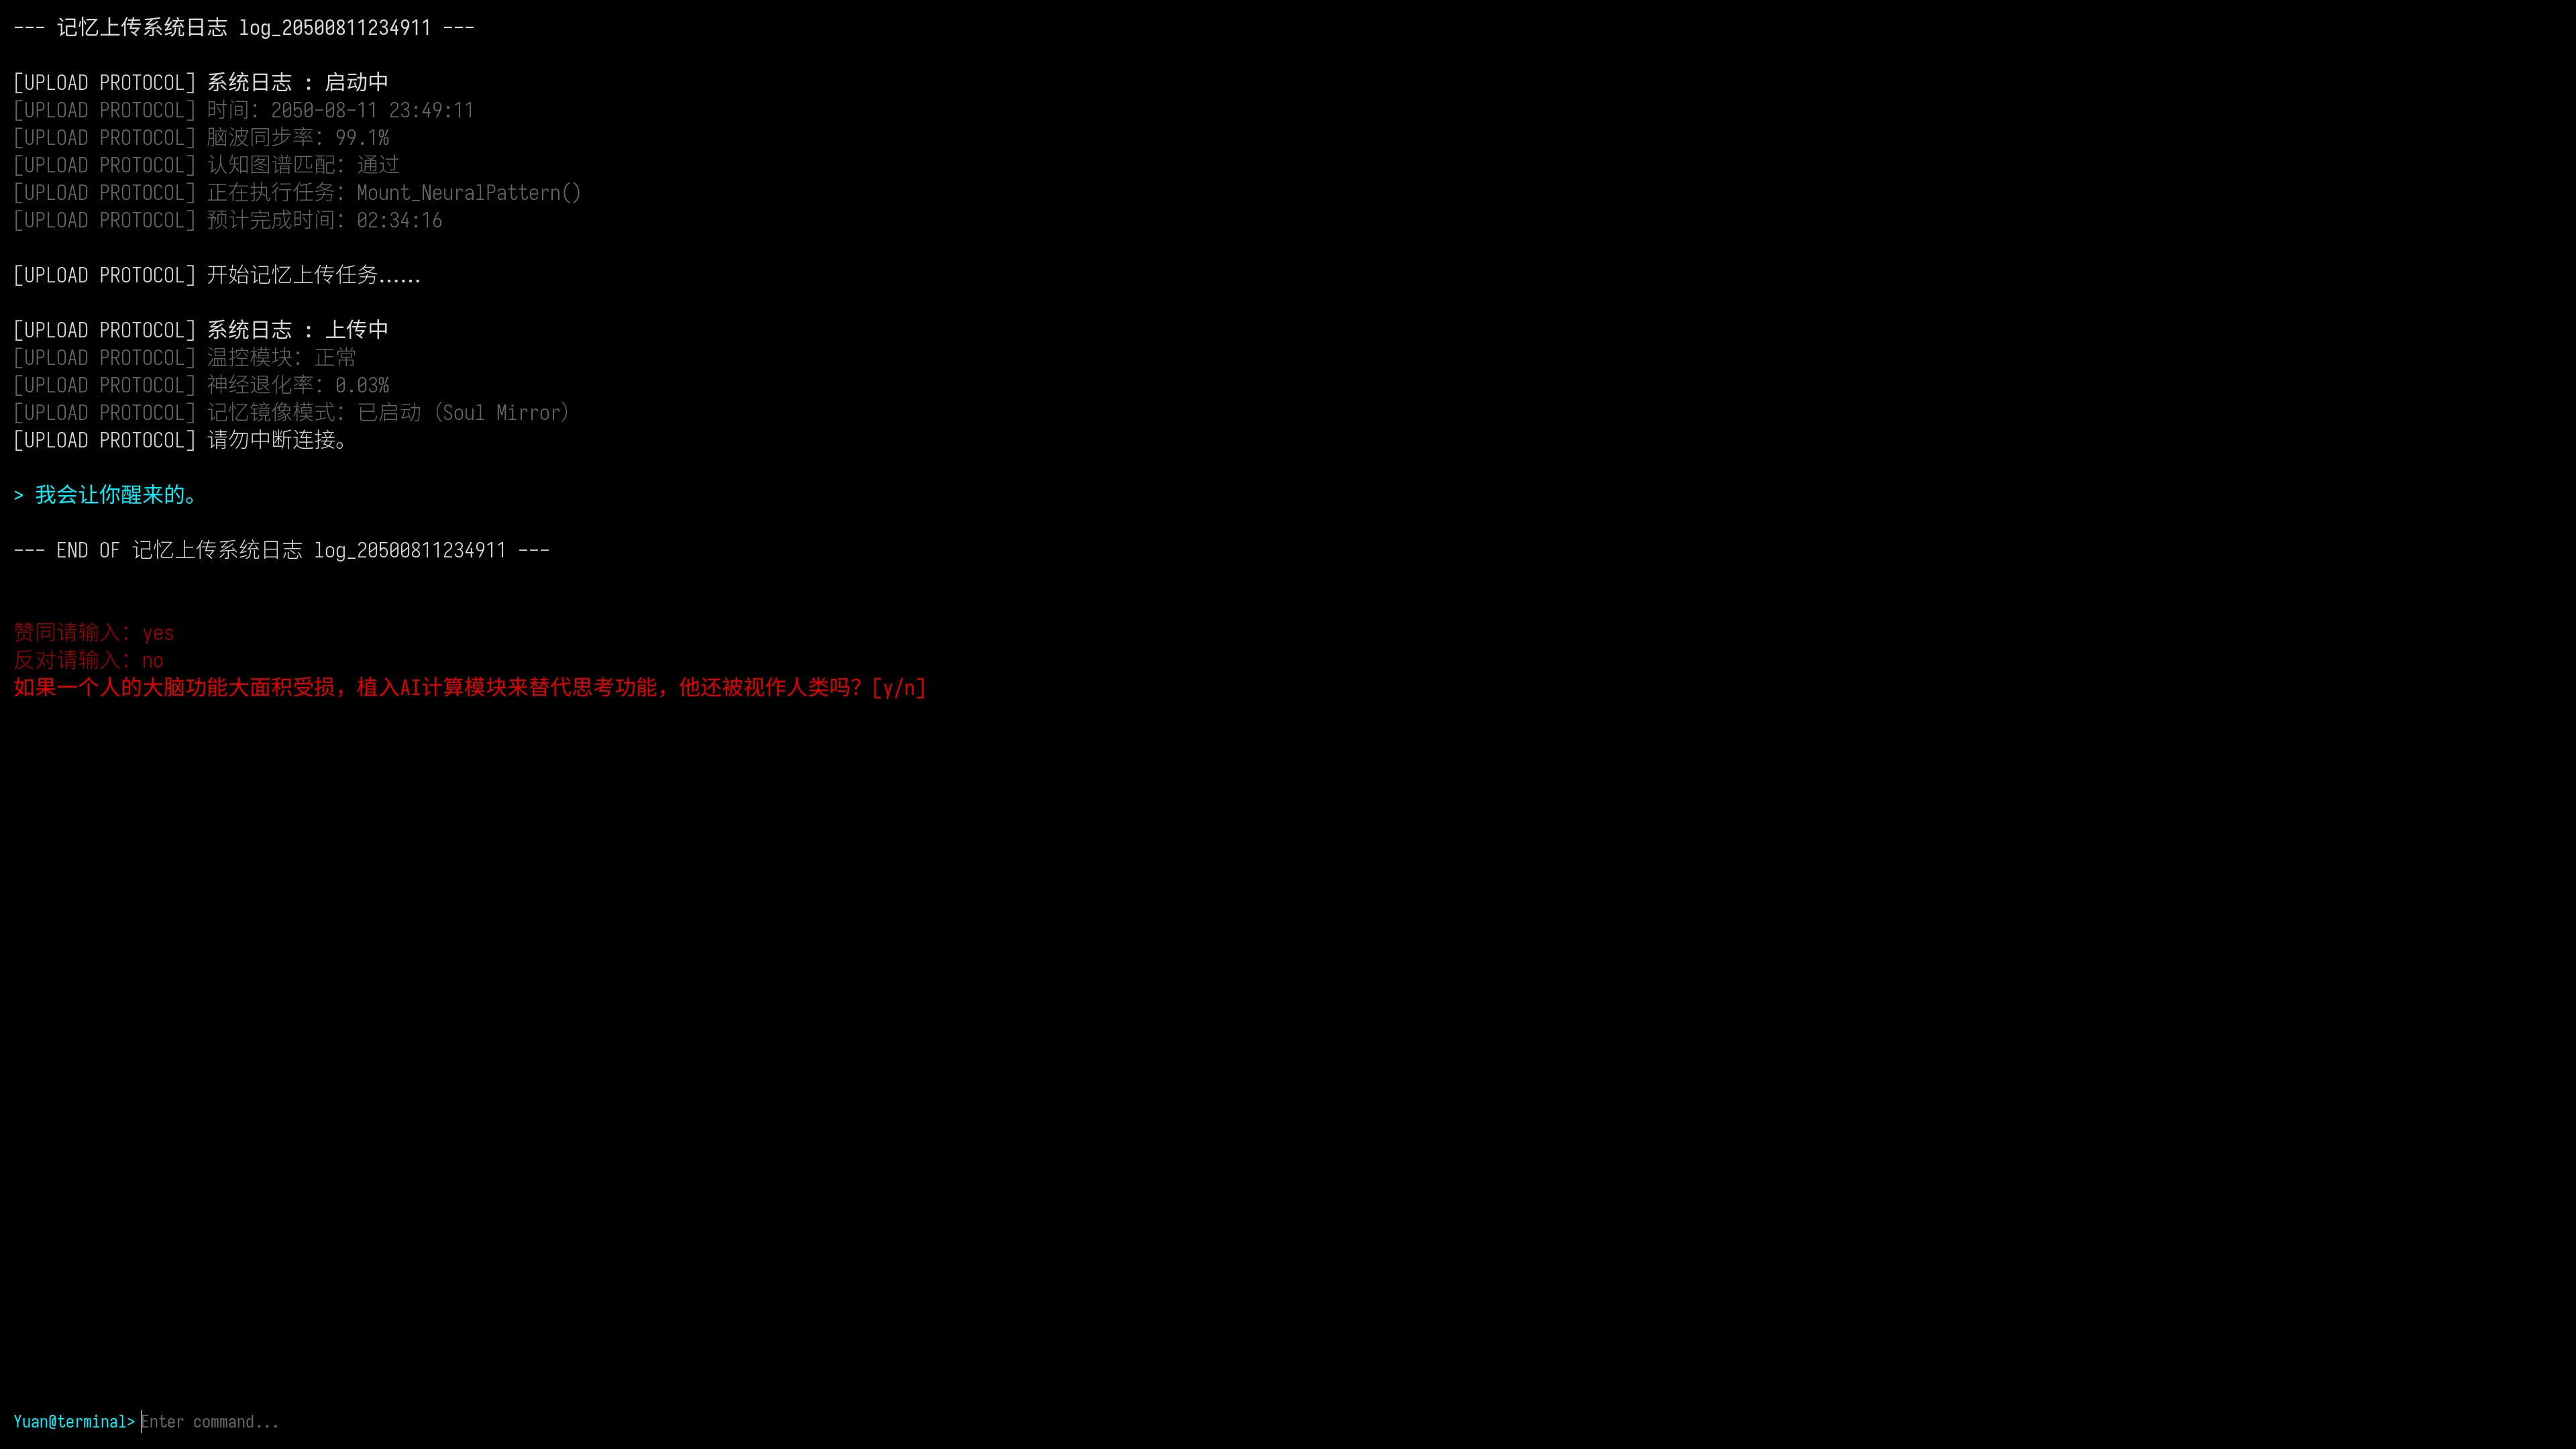 --- 记忆上传系统日志 log_20500811234911 ---
[UPLOAD PROTOCOL] 系统日志 : 启动中
[UPLOAD PROTOCOL] 时间: 2050-08-11 23:49:11
[UPLOAD PROTOCOL] 脑波同步率: 99.1%
[UPLOAD PROTOCOL] 认知图谱匹配: 通过
[UPLOAD PROTOCOL] 正在执行任务: Mount_NeuralPattern()
[UPLOAD PROTOCOL] 预计完成时间: 02:34:16
[UPLOAD PROTOCOL] 开始记忆上传任务......
[UPLOAD PROTOCOL] 系统日志 : 上传中
[UPLOAD PROTOCOL] 温控模块: 正常
[UPLOAD PROTOCOL] 神经退化率: 0.03%
[UPLOAD PROTOCOL] 记忆镜像模式: 已启动（Soul Mirror）
[UPLOAD PROTOCOL] 请勿中断连接。
> 我会让你醒来的。
--- END OF 记忆上传系统日志 log_20500811234911 ---
赞同请输入: yes
反对请输入: no
如果一个人的大脑功能大面积受损，植入AI计算模块来替代思考功能，他还被视作人类吗？[y/n]
Yuan@terminal> Enter command...